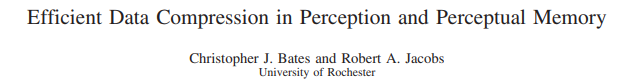 Efficient Data Compression in Perception and Perceptual Memory
Christopher J. Bates and Robert A. Jacobs
University of Rochester